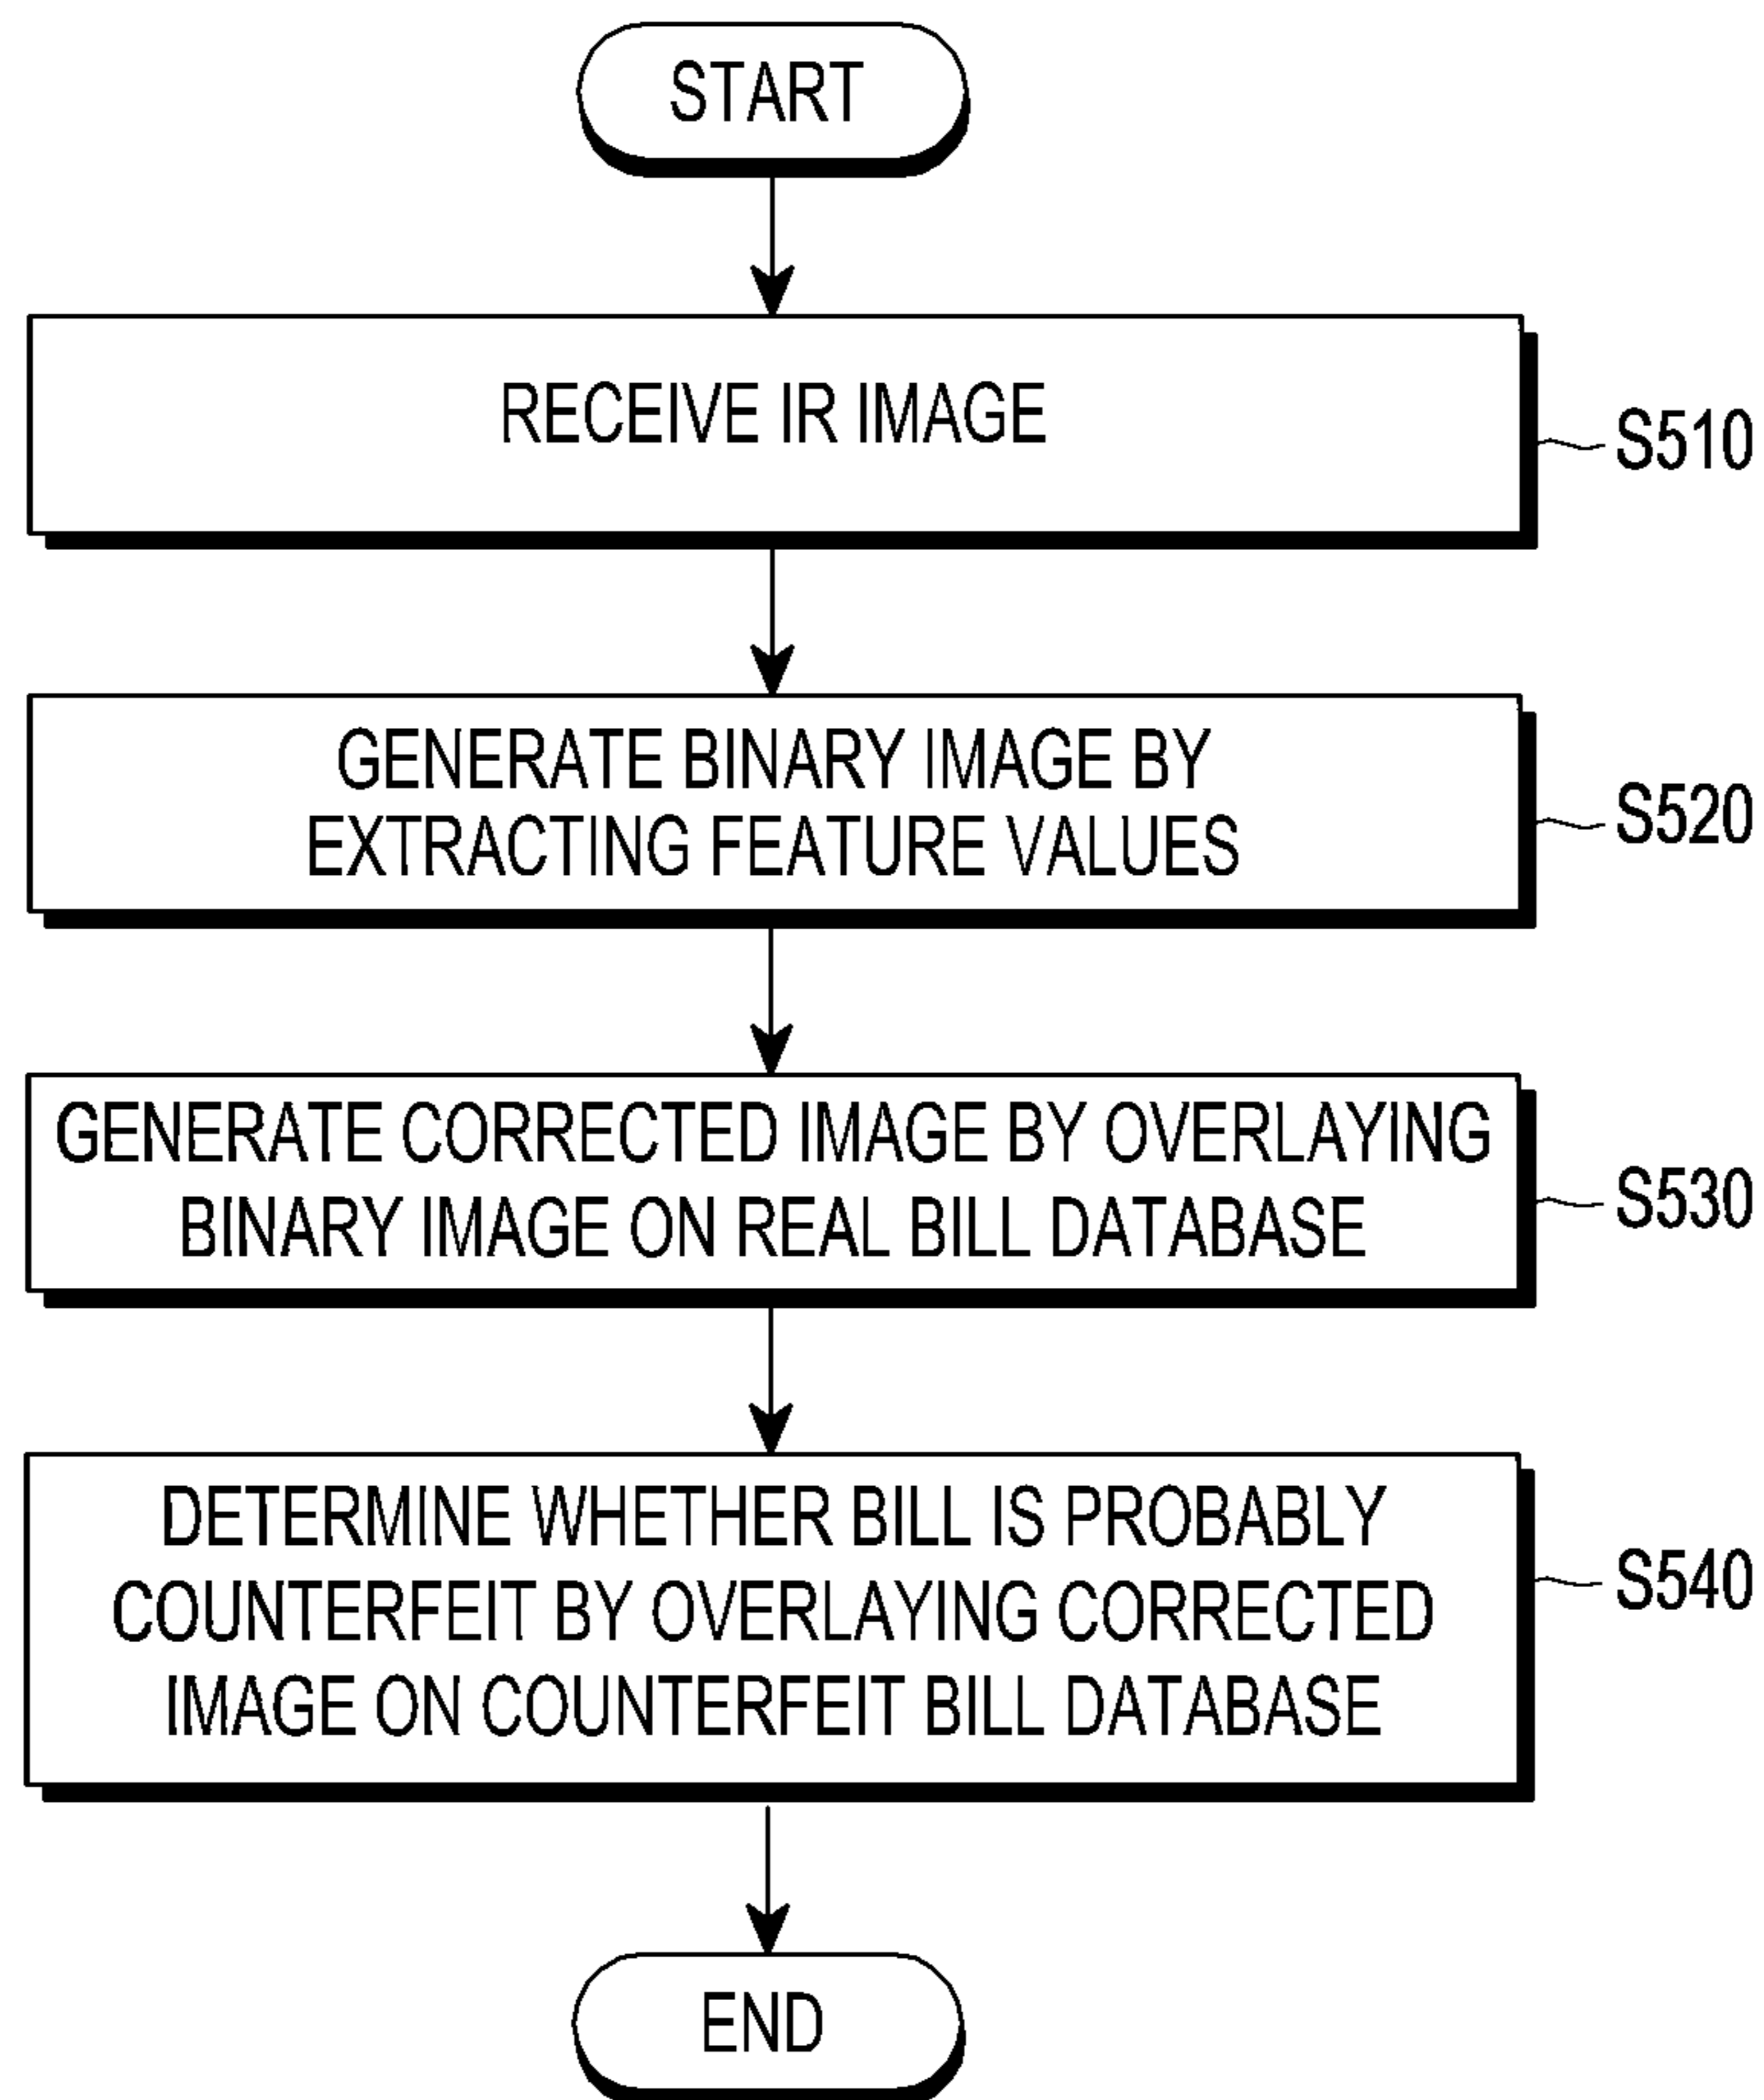 START
RECEIVE IR IMAGE
S510
GENERATE BINARY IMAGE BY
EXTRACTING FEATURE VALUES
S520
GENERATE CORRECTED IMAGE BY OVERLAYING
BINARY IMAGE ON REAL BILL DATABASE
S530
DETERMINE WHETHER BILL IS PROBABLY
COUNTERFEIT BY OVERLAYING CORRECTED
IMAGE ON COUNTERFEIT BILL DATABASE
S540
END